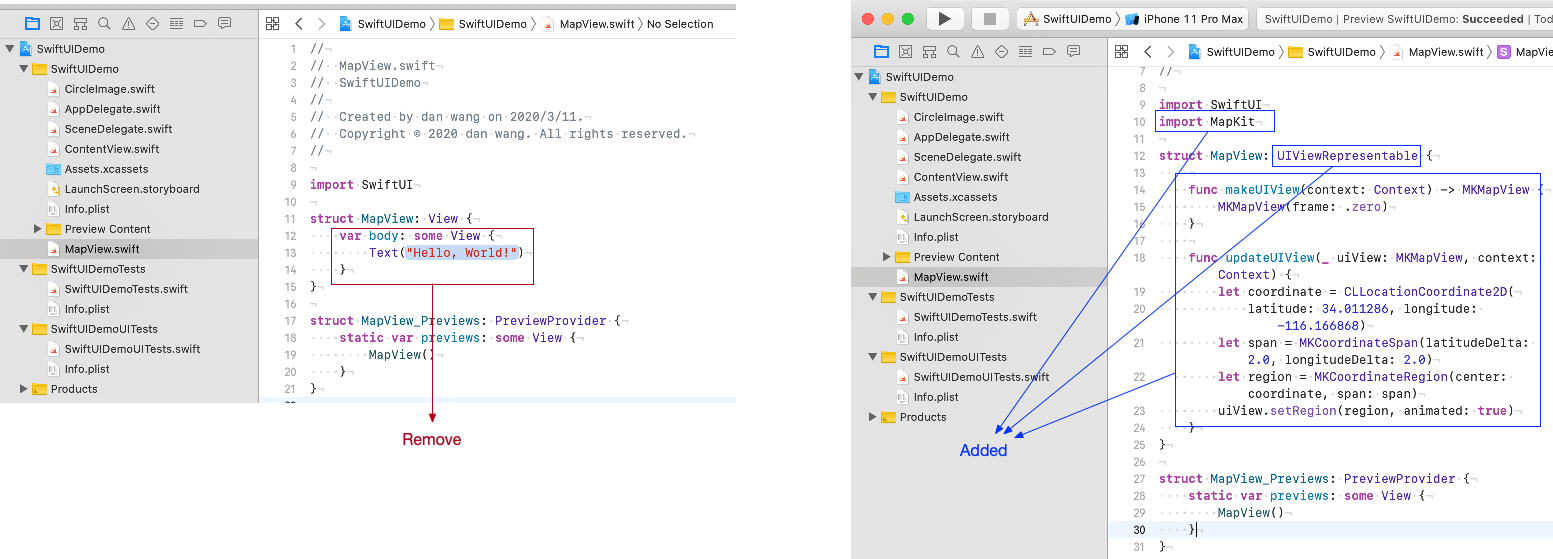 SwiftUIDemo
SwiftUIDemo
CircleImage.swift
AppDelegate.swift
SceneDelegate.swift
ContentView.swift
Assets.xcassets
LaunchScreen.storyboard
Info.plist
Preview Content
MapView.swift
SwiftUIDemoTests
SwiftUIDemoTests.swift
Info.plist
SwiftUIDemoUITests
SwiftUIDemoUITests.swift
Info.plist
Products
SwiftUIDemo SwiftUIDemo MapView.swift No Selection
1 //
2 // MapView.swift
3 // SwiftUIDemo
4 //
5 // Created by dan wang on 2020/3/11.
6 // Copyright © 2020 dan wang. All rights reserved.
7 //
8
9 import SwiftUI
10
11 struct MapView: View {
12 var body: some View {
13 Text("Hello, World!")
14 }
15 }
16
17 struct MapView_Previews: PreviewProvider {
18 static var previews: some View {
19 MapView()
20 }
21 }
Remove
SwiftUIDemo iPhone 11 Pro Max SwiftUIDemo | Preview SwiftUIDemo: Succeeded | Tod
SwiftUIDemo
SwiftUIDemo
CircleImage.swift
AppDelegate.swift
SceneDelegate.swift
ContentView.swift
Assets.xcassets
LaunchScreen.storyboard
Info.plist
Preview Content
MapView.swift
SwiftUIDemoTests
SwiftUIDemoTests.swift
Info.plist
SwiftUIDemoUITests
SwiftUIDemoUITests.swift
Info.plist
Products
SwiftUIDemo SwiftUIDemo MapView.swift S MapVie
7 //
8
9 import SwiftUI
10 import MapKit
11
12 struct MapView: UIViewRepresentable {
13
14 func makeUIView(context: Context) -> MKMapView {
15 MKMapView(frame: .zero)
16 }
17
18 func updateUIView(_ uiView: MKMapView, context:
Context) {
19 let coordinate = CLLocationCoordinate2D(
20 latitude: 34.011286, longitude:
-116.166868)
21 let span = MKCoordinateSpan(latitudeDelta:
2.0, longitudeDelta: 2.0)
22 let region = MKCoordinateRegion(center:
coordinate, span: span)
23 uiView.setRegion(region, animated: true)
24 }
25 }
26
27 struct MapView_Previews: PreviewProvider {
28 static var previews: some View {
29 MapView()
30 }
31 }
Added